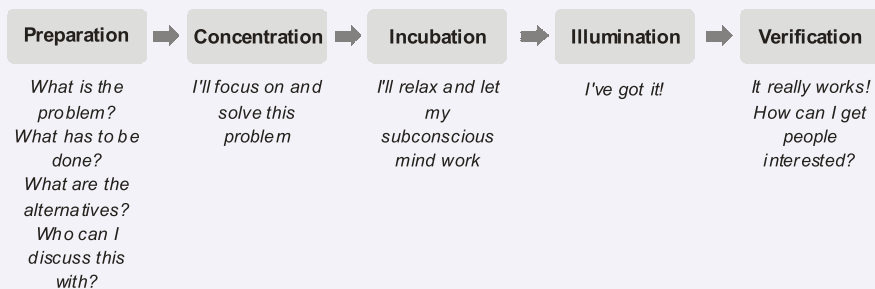 Preparation
Concentration
Incubation
Illumination
Verification
What is the
problem?
What has to be
done?
What are the
alternatives?
Who can I
discuss this
with?
I'll focus on and
solve this
problem
I'll relax and let
my
subconscious
mind work
I've got it!
It really works!
How can I get
people
interested?